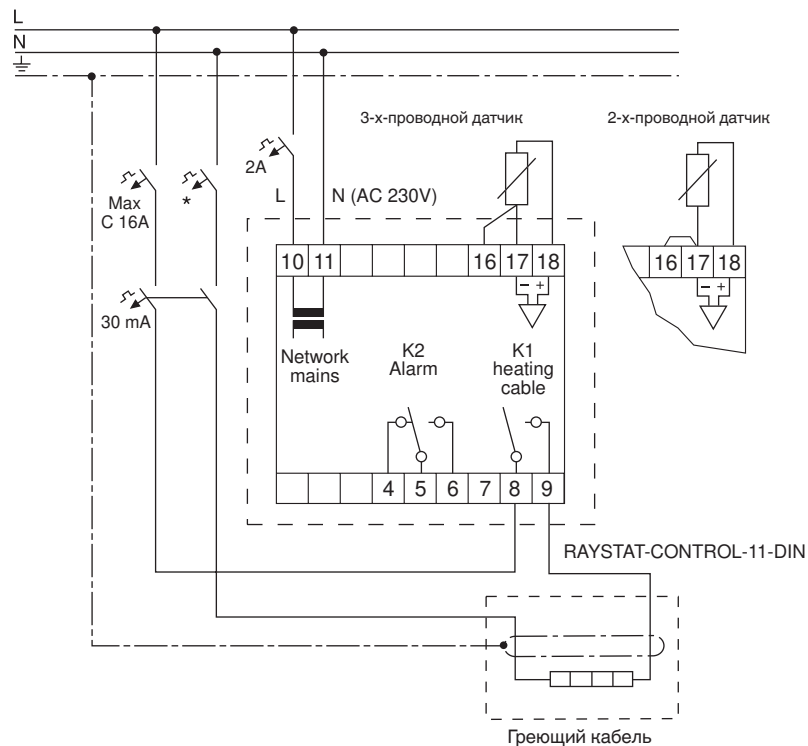 L
N
3-х-проводной датчик
2-х-проводной датчик
2A
L
N (AC 230V)
Max
C 16A
*
10 11 16 17 18
16 17 18
- +
- +
30 mA
Network
mains
K2
Alarm
K1
heating
cable
4 5 6 7 8 9
RAYSTAT-CONTROL-11-DIN
Греющий кабель